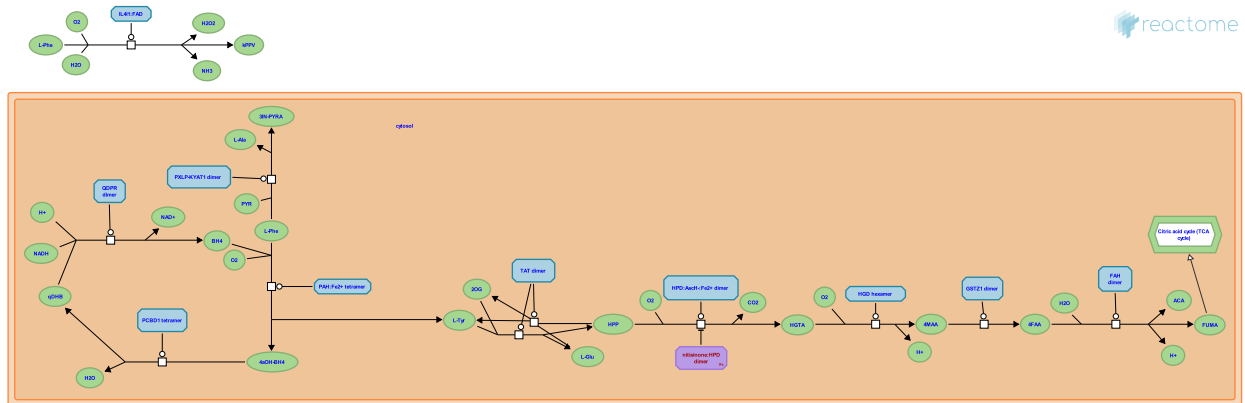 reactome
IL4I1:FAD
O2
H2O2
L-Phe
kPPV
H2O
NH3
3IN-PYRA
cytosol
L-Ala
PXLP-KYAT1 dimer
QDPR
dimer
PYR
H+
NAD+
L-Phe
BH4
NADH
O2
Citric acid cycle (TCA
cycle)
TAT dimer
FAH
dimer
PAH:Fe2+ tetramer
2OG
HPD:AscH-:Fe2+ dimer
GSTZ1 dimer
HGD hexamer
qDHB
O2
CO2
O2
H2O
ACA
PCBD1 tetramer
L-Tyr
HPP
HGTA
4MAA
4FAA
FUMA
L-Glu
nitisinone:HPD
dimer
H+
H+
4aOH-BH4
H2O